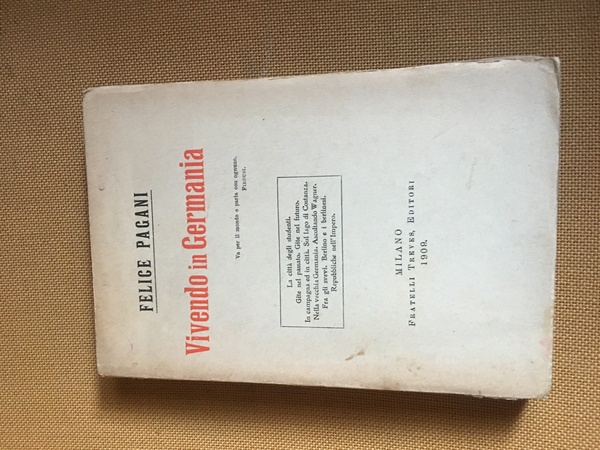 FELICE PAGANI
Vivendo in Germania
Va per il mondo e parla con ognuno.
La città degli studenti.
Gite nel passato. Gite nel futuro.
In campagna ed in città. Sul lago di Costanza.
Nella vecchia Germania. Ascoltando Wagner.
Fra gli svevi. Berlino e i berlinesi.
Repubbliche nell'Impero.
MILANO
FRATELLI TREVES, EDITORI
1909.